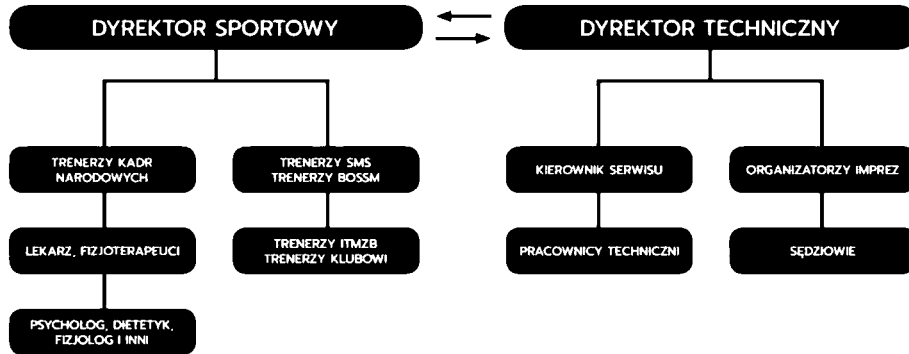 DYREKTOR SPORTOWY
DYREKTOR TECHNICZNY
TRENERZY KADR
NARODOWYCH
TRENERZY SMS
TRENERZY BOSSM
KIEROWNIK SERWISU
ORGANIZATORZY IMPREZ
LEKARZ, FIZJOTERAPEUCI
TRENERZY ITMZB
TRENERZY KLUBOWI
PRACOWNICY TECHNICZNI
SĘDZIOWIE
PSYCHOLOG, DIETETYK,
FIZJOLOG I INNI